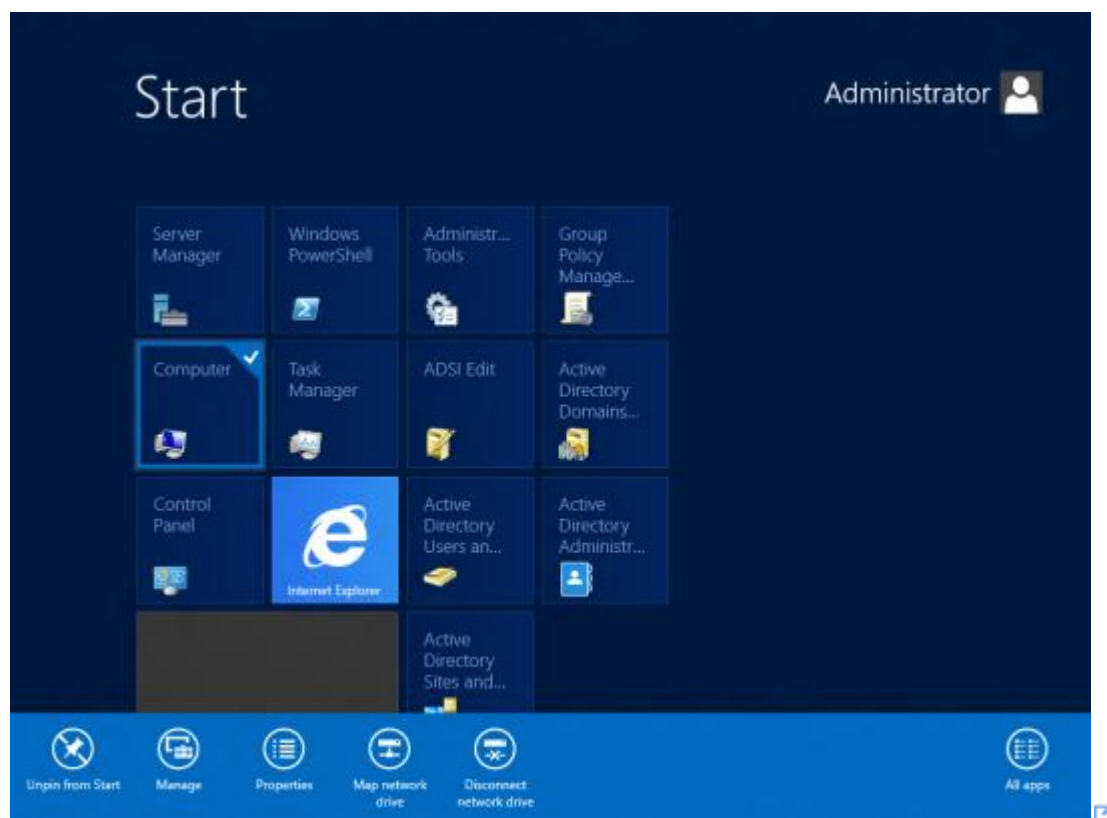 Start
Administrator
Server
Manager
Windows
PowerShell
Administr...
Tools
Group
Policy
Manage...
Computer
Task
Manager
ADSI Edit
Active
Directory
Domains...
Control
Panel
Internet Explorer
Active
Directory
Users an...
Active
Directory
Administr...
Active
Directory
Sites and...
Unpin from Start
Manage
Properties
Map network
drive
Disconnect
network drive
All apps